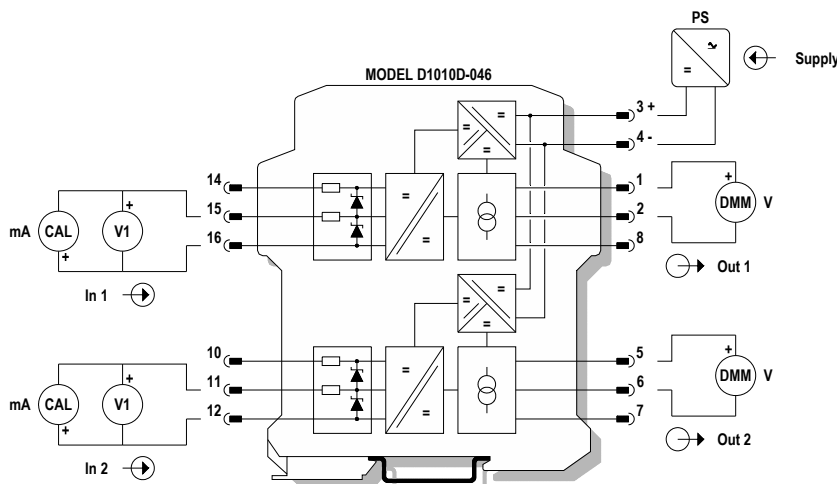 PS
Supply
MODEL D1010D-046
3 +
4 -
14
15
16
1
2
8
mA
CAL
+
V1
+
+
DMM
V
In 1
Out 1
10
11
12
5
6
7
mA
CAL
+
V1
+
+
DMM
V
In 2
Out 2